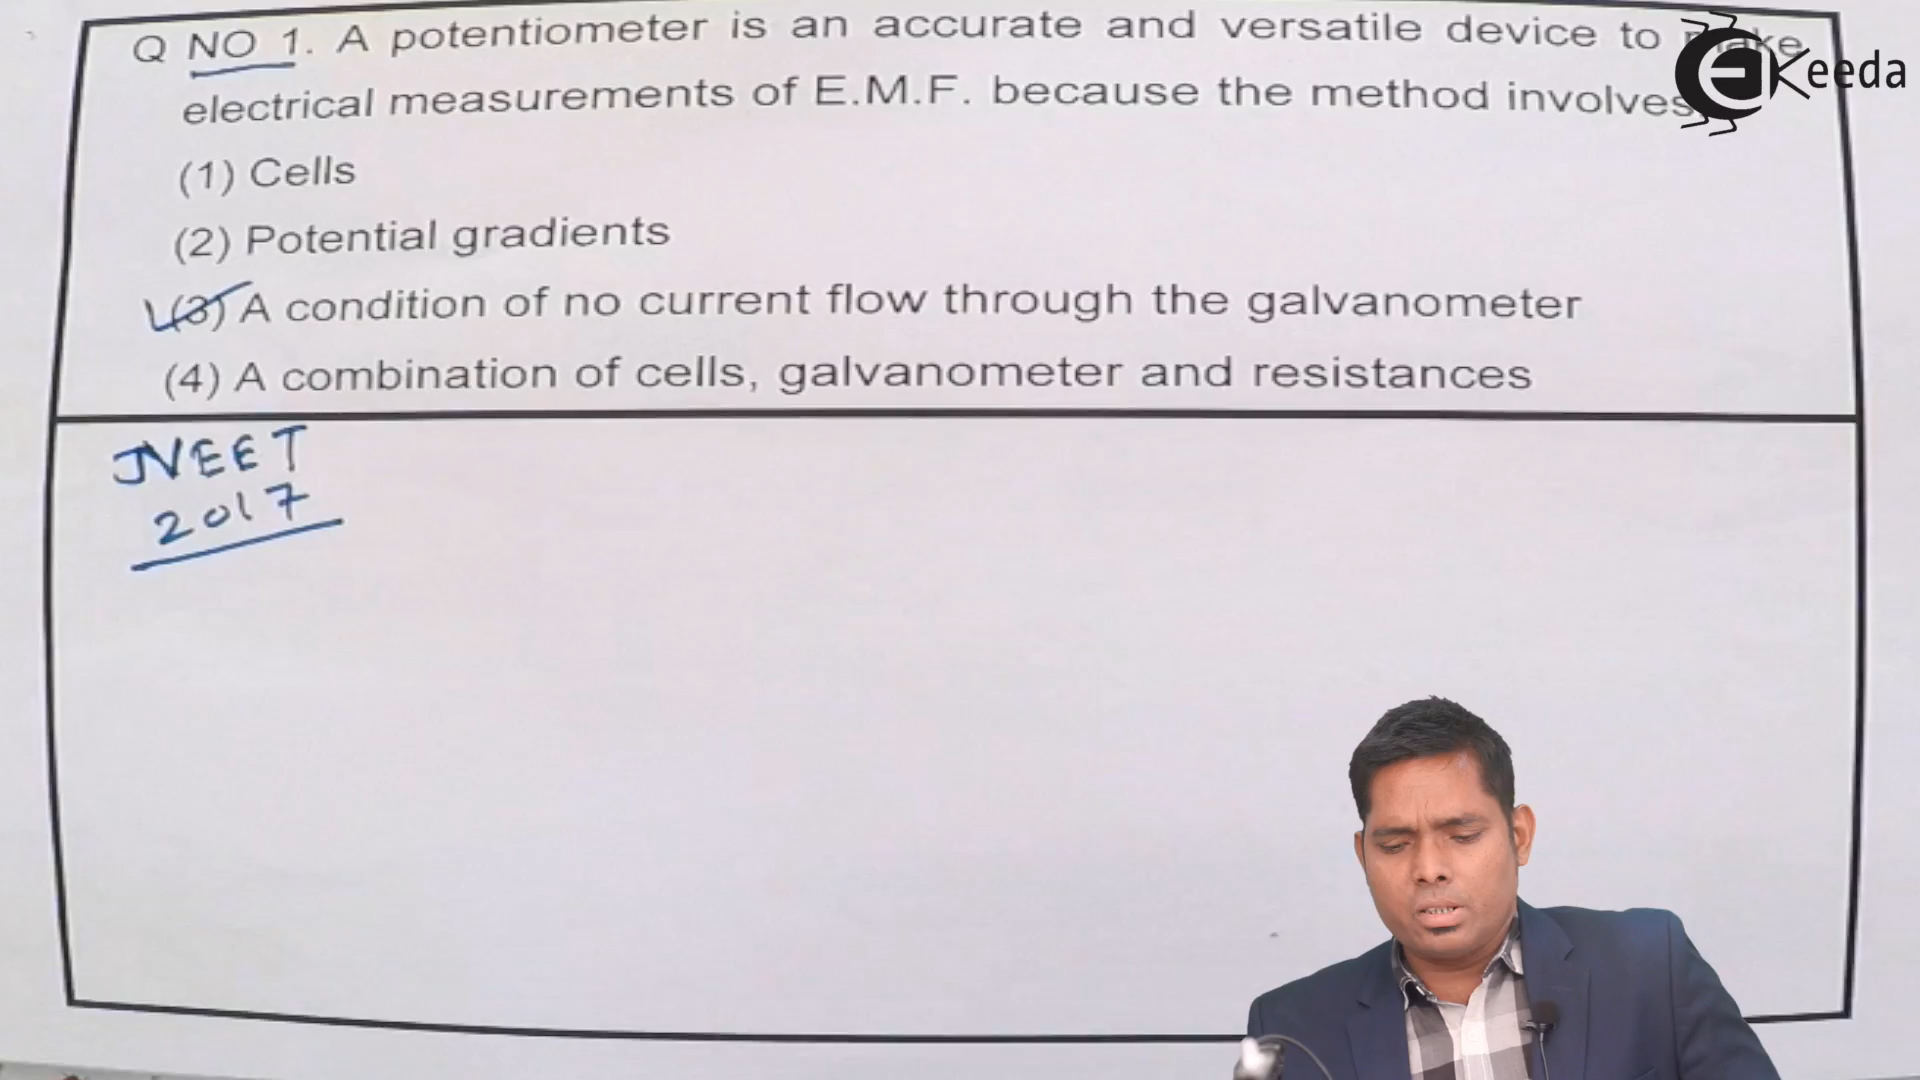 Q NO 1. A potentiometer is an accurate and versatile device to make
electrical measurements of E.M.F. because the method involves
(1) Cells
(2) Potential gradients
(3) A condition of no current flow through the galvanometer
(4) A combination of cells, galvanometer and resistances
NEET
2017
eKeeda